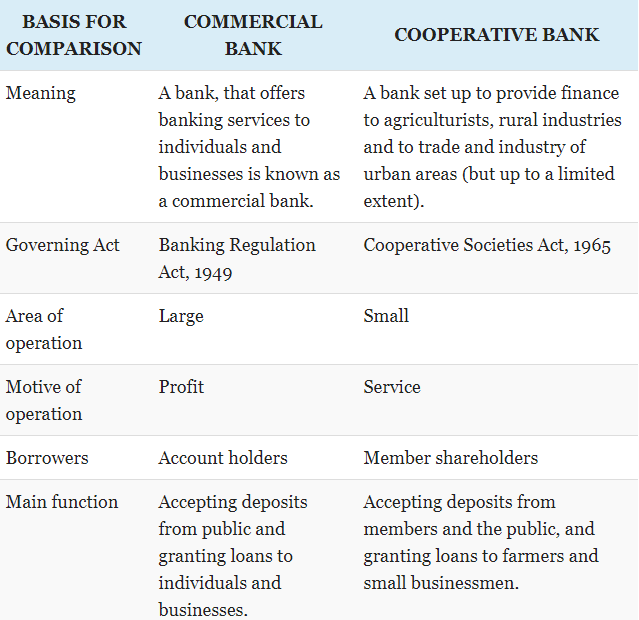 BASIS FOR COMPARISON
COMMERCIAL BANK
COOPERATIVE BANK
Meaning
A bank, that offers
banking services to
individuals and
businesses is known as
a commercial bank.
A bank set up to provide finance
to agriculturists, rural industries
and to trade and industry of
urban areas (but up to a limited
extent).
Governing Act
Banking Regulation
Act, 1949
Cooperative Societies Act, 1965
Area of
operation
Large
Small
Motive of
operation
Profit
Service
Borrowers
Account holders
Member shareholders
Main function
Accepting deposits
from public and
granting loans to
individuals and
businesses.
Accepting deposits from
members and the public, and
granting loans to farmers and
small businessmen.